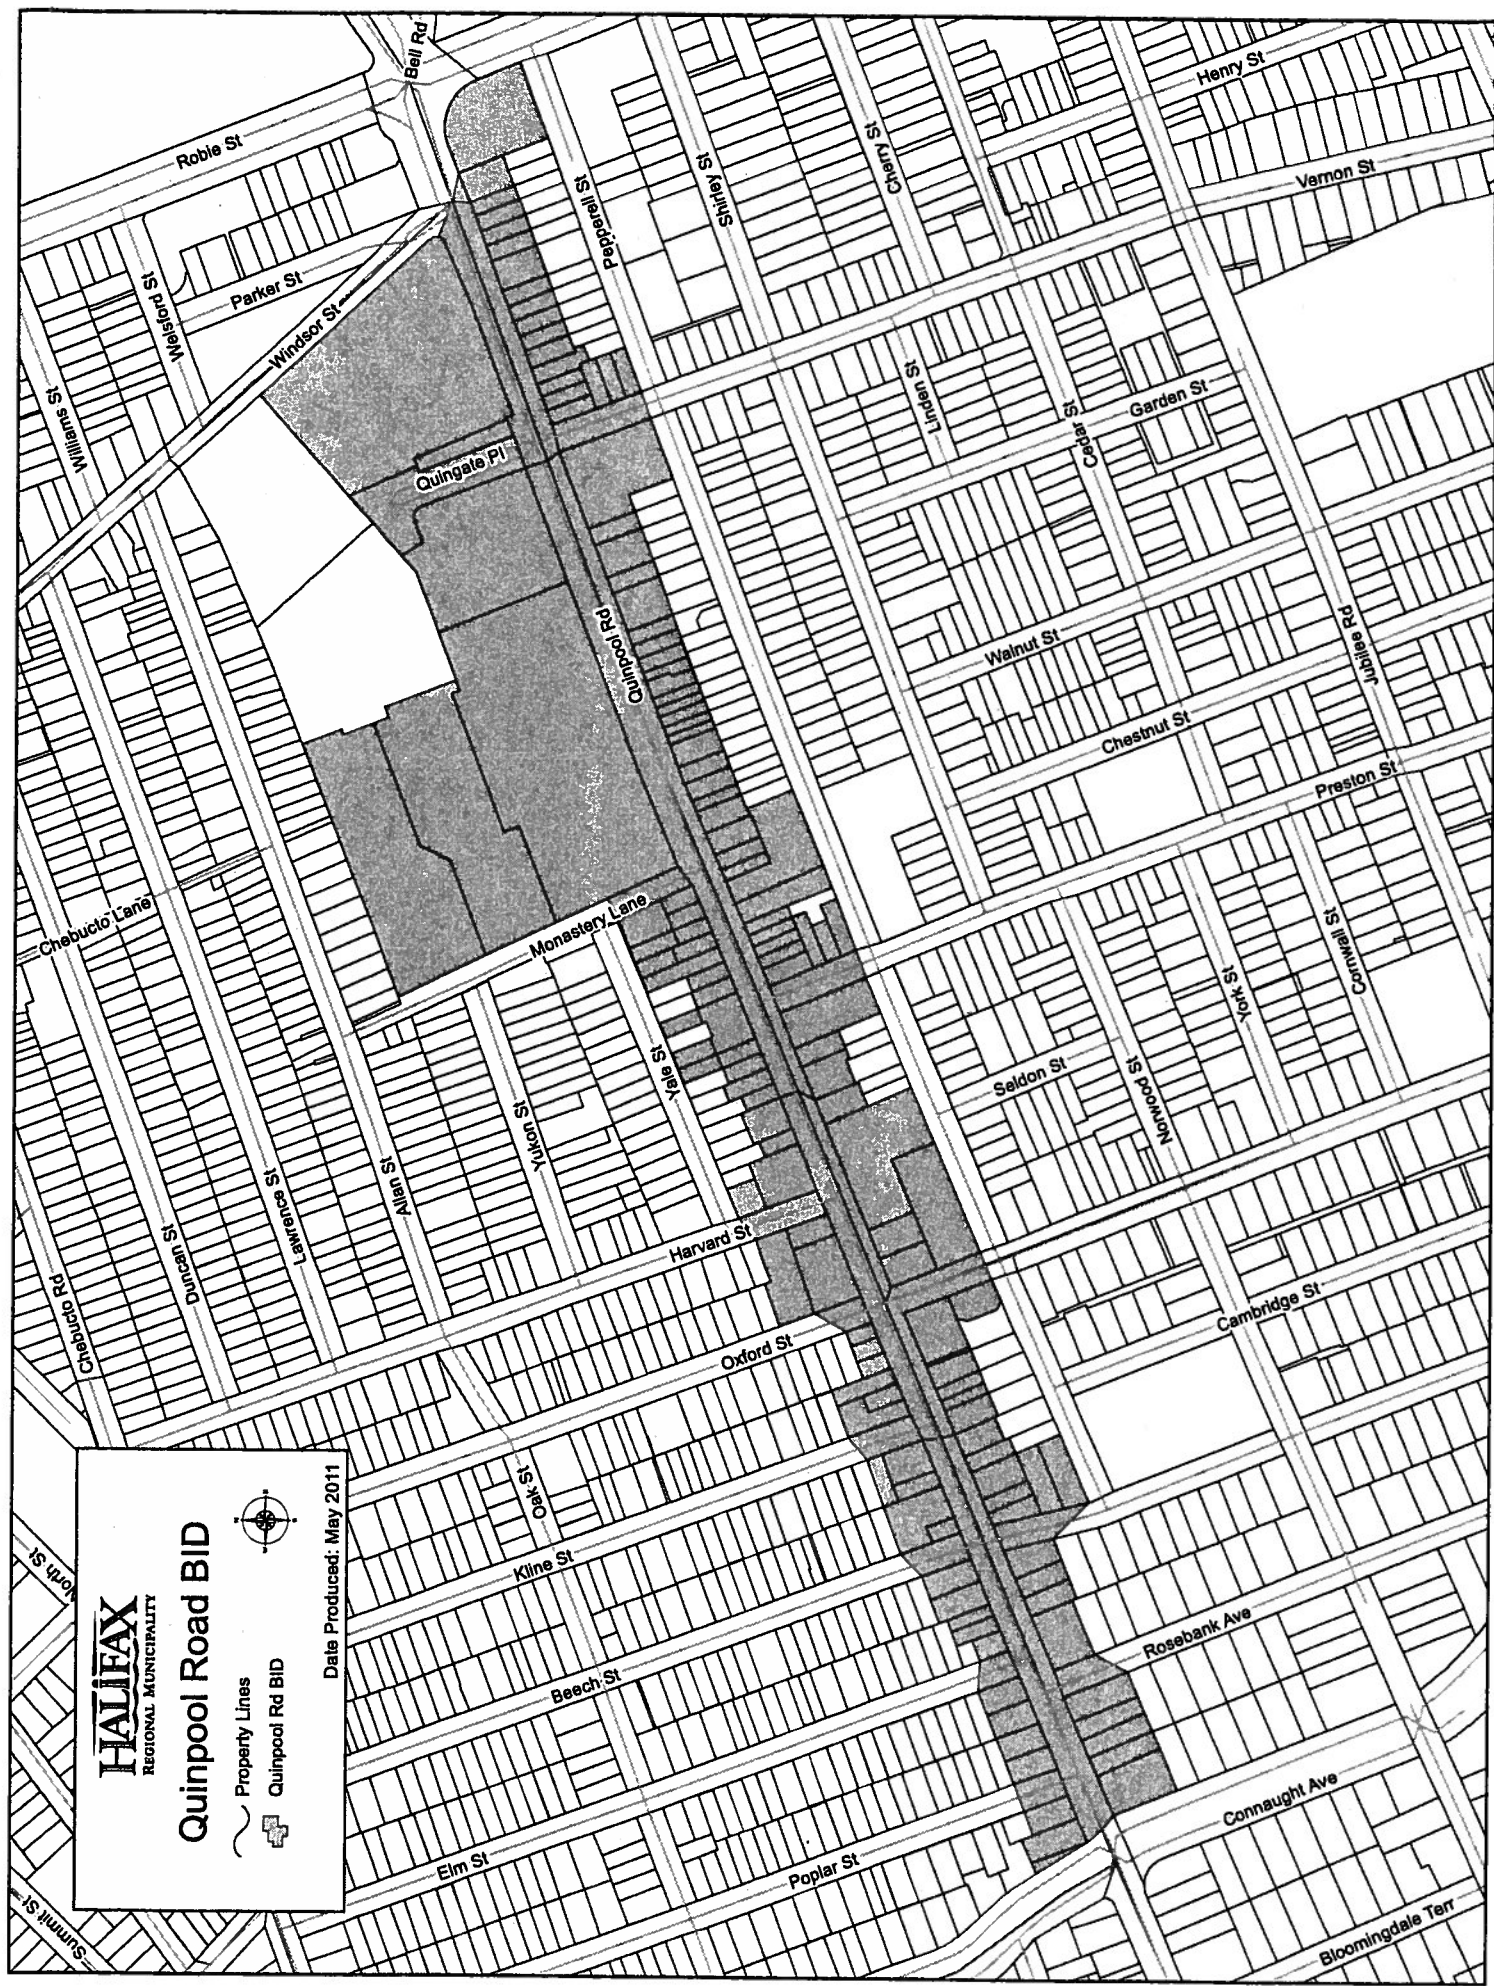 HALIFAX
REGIONAL MUNICIPALITY
Quinpool Road BID
Property Lines
Quinpool Rd BID
Date Produced: May 2011
Summit St
North St
Chebucto Rd
Duncan St
Lawrence St
Allan St
Yukon St
Yale St
Harvard St
Oxford St
Oak St
Kline St
Beech St
Elm St
Poplar St
Chebucto Lane
Monastery Lane
Williams St
Welsford St
Parker St
Windsor St
Robie St
Bell Rd
Quingate Pl
Quinpool Rd
Pepperell St
Shirley St
Cherry St
Henry St
Vernon St
Linden St
Cedar St
Garden St
Walnut St
Chestnut St
Jubilee Rd
Preston St
Seldon St
Norwood St
York St
Cornwall St
Cambridge St
Rosebank Ave
Connaught Ave
Bloomingdale Terr